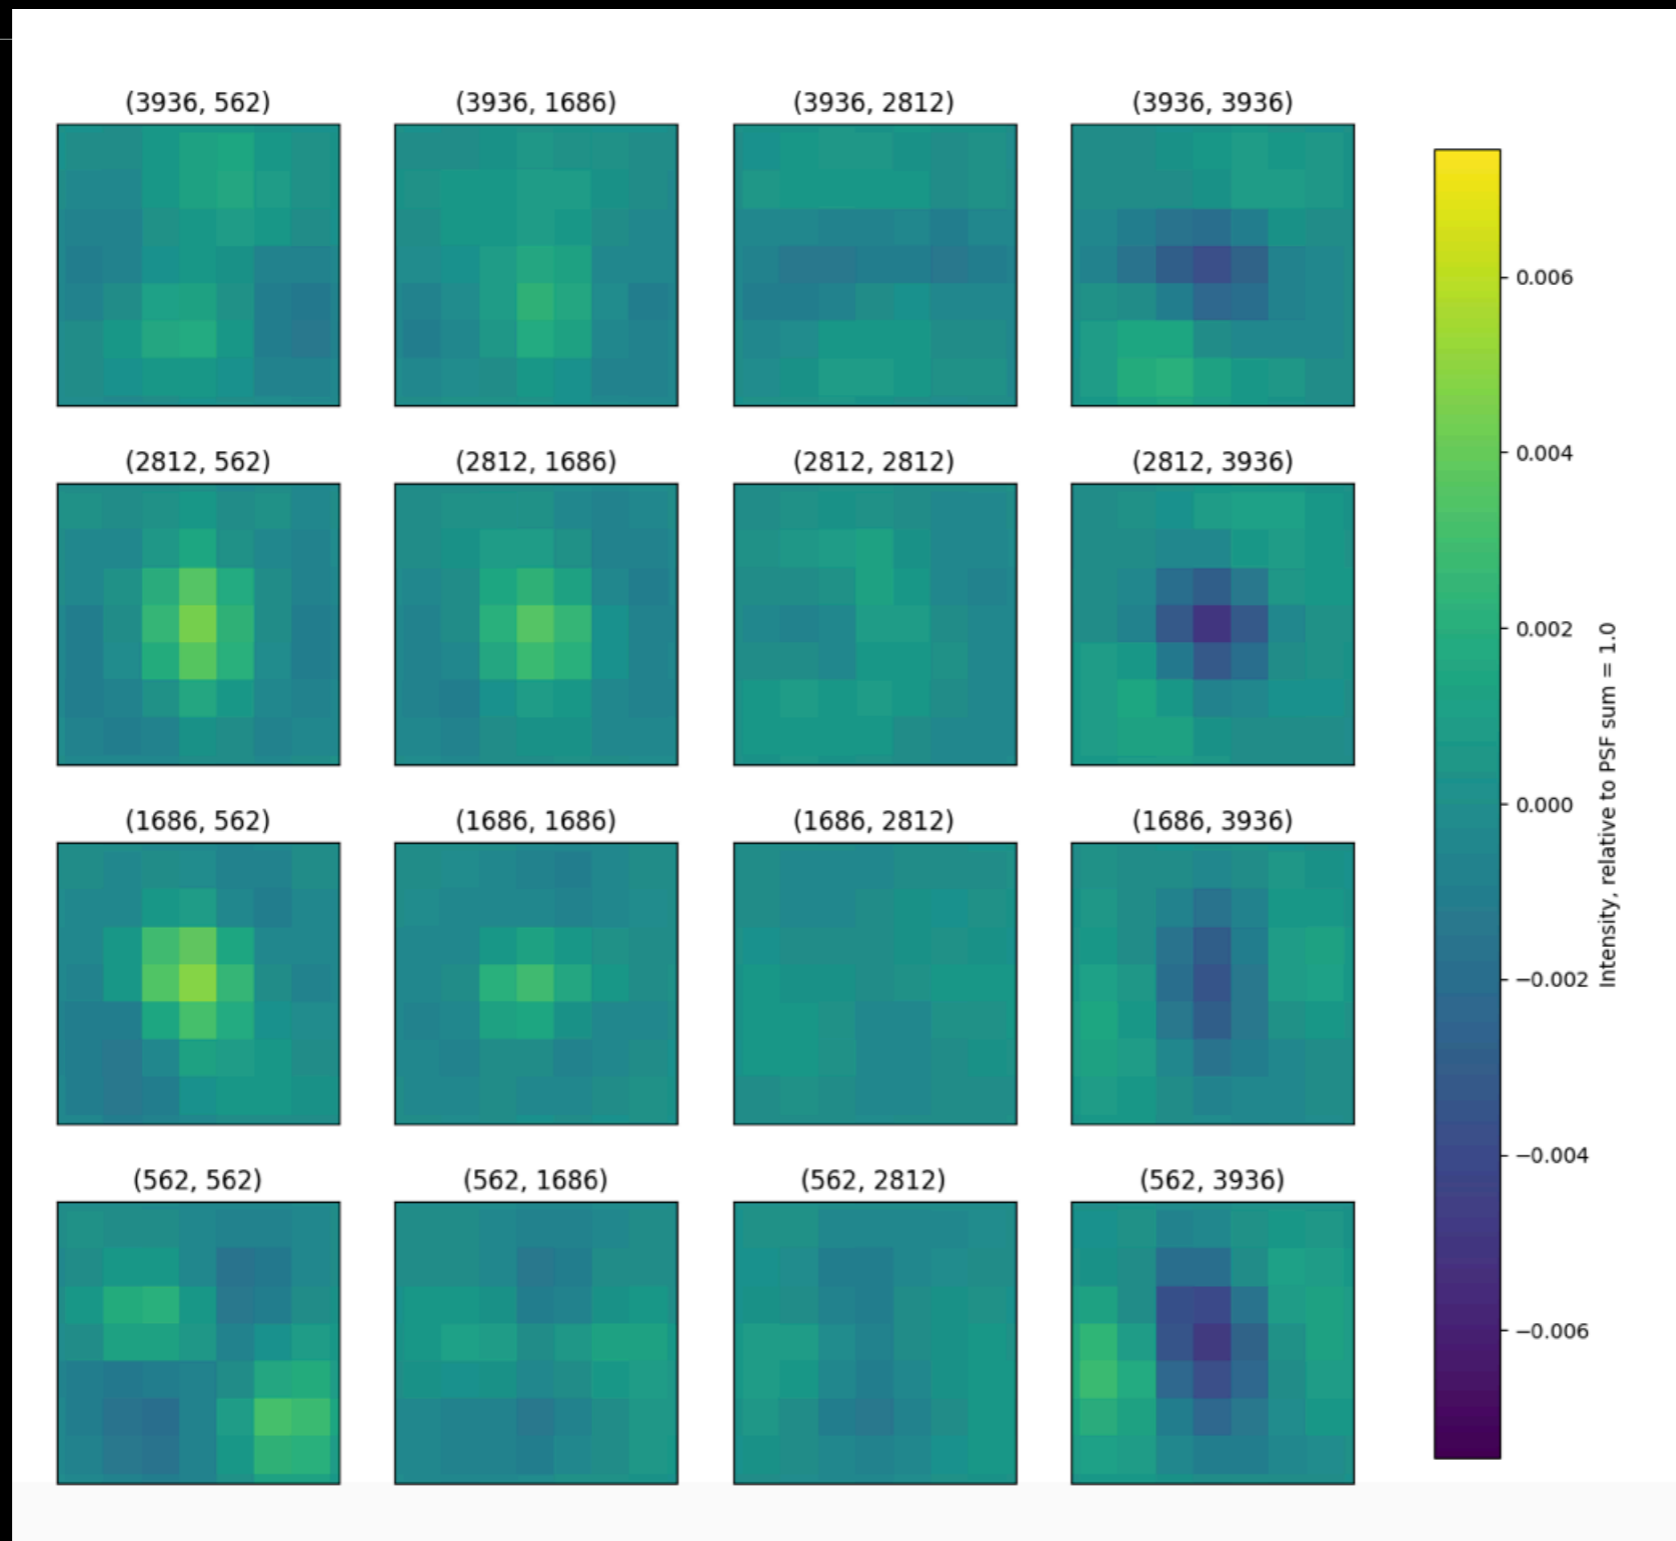 (3936, 562) (3936, 1686) (3936, 2812) (3936, 3936)
(2812, 562) (2812, 1686) (2812, 2812) (2812, 3936)
(1686, 562) (1686, 1686) (1686, 2812) (1686, 3936)
(562, 562) (562, 1686) (562, 2812) (562, 3936)
0.006
0.004
0.002
0.000
−0.002
−0.004
−0.006
Intensity, relative to PSF sum = 1.0